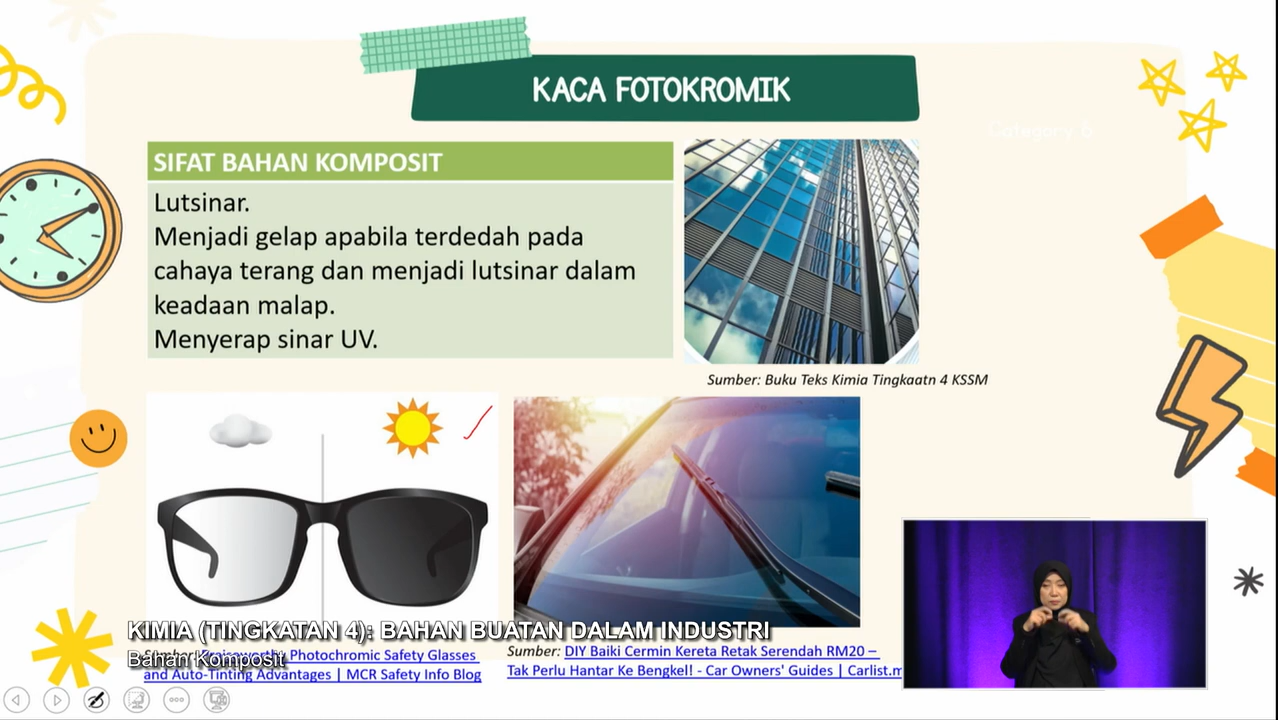 KACA FOTOKROMIK
Category 6
SIFAT BAHAN KOMPOSIT
Lutsinar.
Menjadi gelap apabila terdedah pada
cahaya terang dan menjadi lutsinar dalam
keadaan malap.
Menyerap sinar UV.
Sumber: Buku Teks Kimia Tingkaatn 4 KSSM
KIMIA (TINGKATAN 4): BAHAN BUATAN DALAM INDUSTRI
Bahan Komposit
Photochromic Safety Glasses
and Auto-Tinting Advantages | MCR Safety Info Blog
Sumber: DIY Baiki Cermin Kereta Retak Serendah RM20 –
Tak Perlu Hantar Ke Bengkel! - Car Owners' Guides | Carlist.m